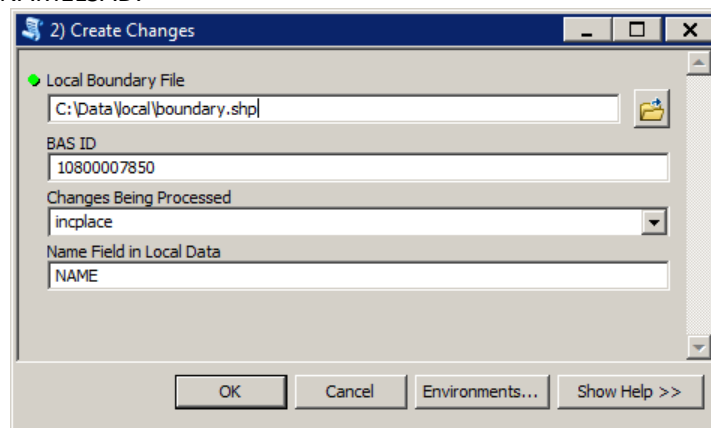 2) Create Changes
Local Boundary File
C:\Data\local\boundary.shp
BAS ID
10800007850
Changes Being Processed
incplace
Name Field in Local Data
NAME
OK Cancel Environments... Show Help >>